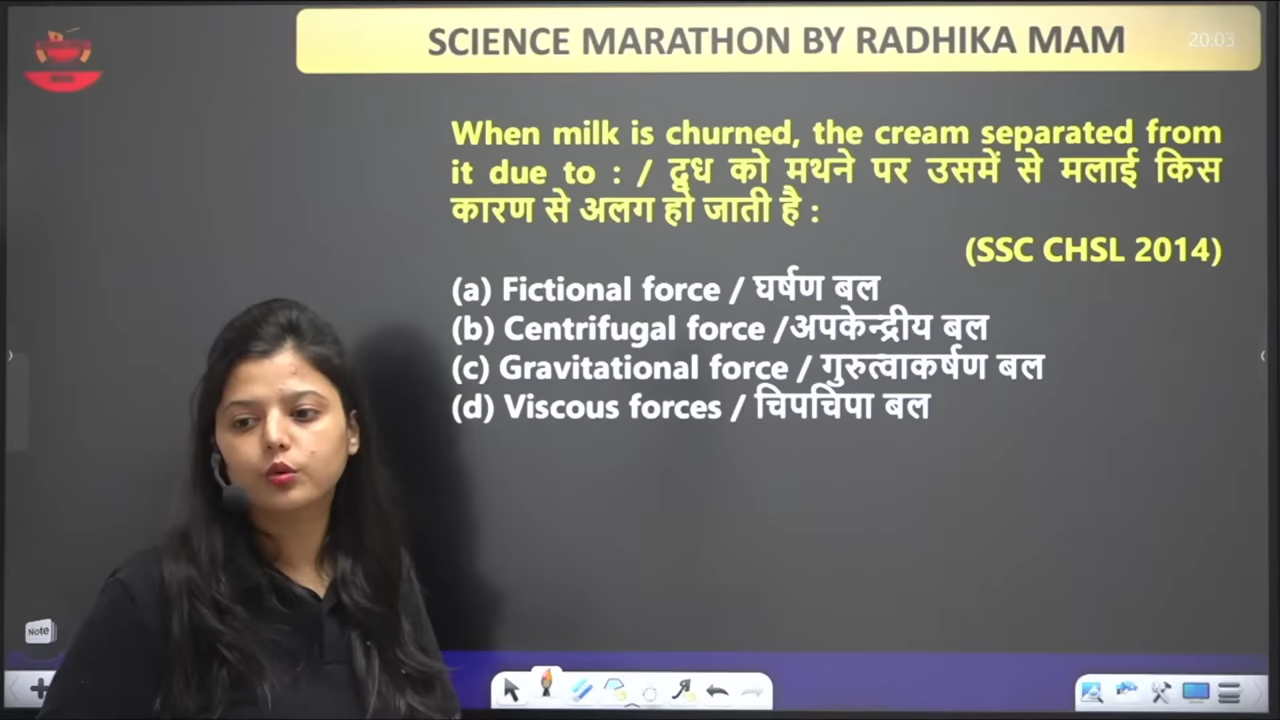 SCIENCE MARATHON BY RADHIKA MAM
20:03
When milk is churned, the cream separated from
it due to : / दूध को मथने पर उसमें से मलाई किस
कारण से अलग हो जाती है :
(SSC CHSL 2014)
(a) Fictional force / घर्षण बल
(b) Centrifugal force /अपकेन्द्रीय बल
(c) Gravitational force / गुरुत्वाकर्षण बल
(d) Viscous forces / चिपचिपा बल
Note